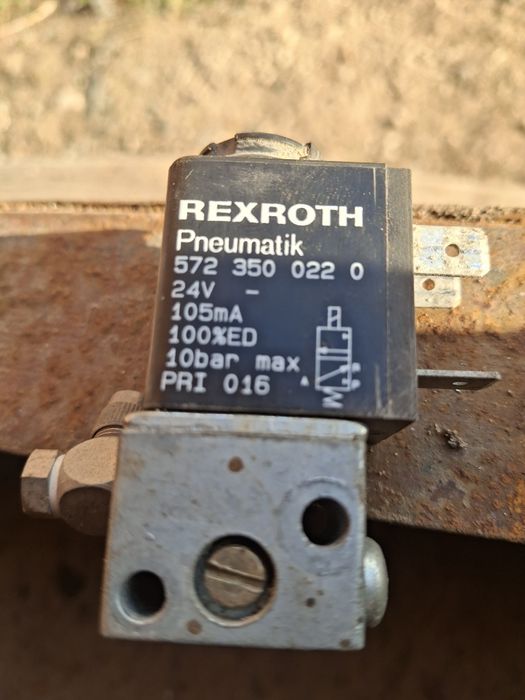 REXROTH
Pneumatik
572 350 022 0
24V -
105mA
100%ED
10bar max
PRI 016
A